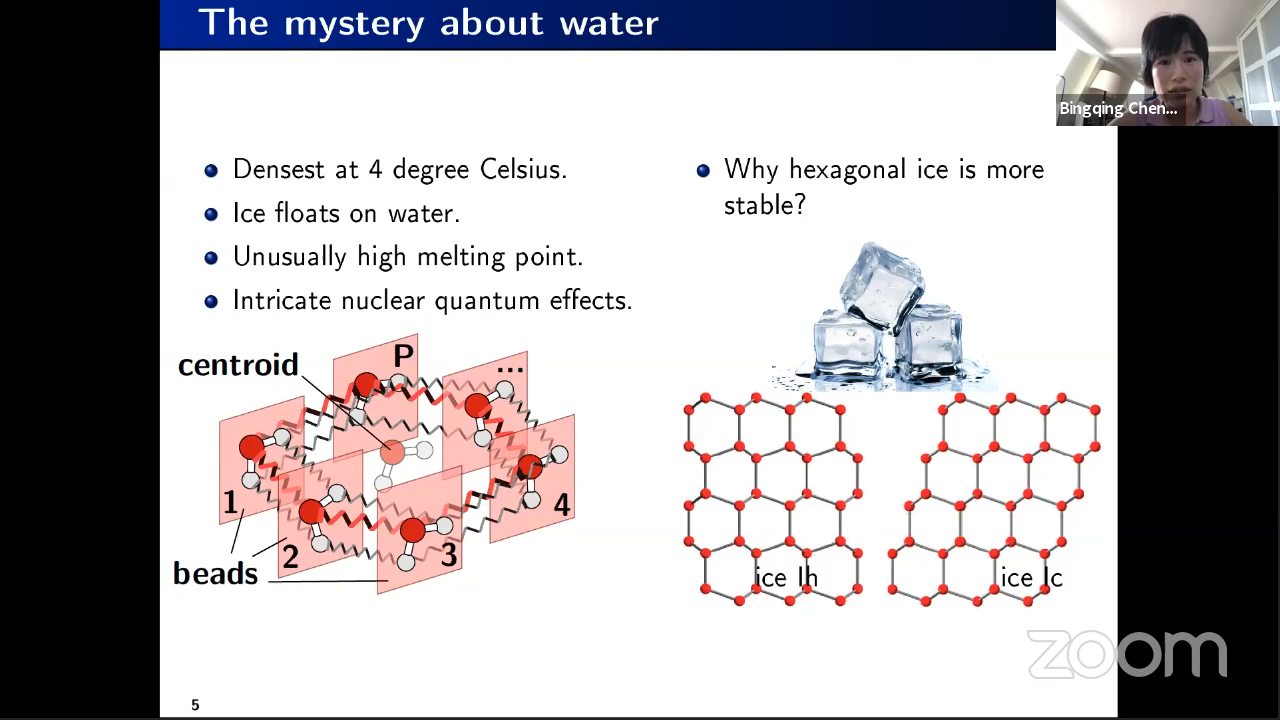 The mystery about water
Bingqing Chen...
Densest at 4 degree Celsius.
Ice floats on water.
Unusually high melting point.
Intricate nuclear quantum effects.
Why hexagonal ice is more
stable?
centroid
P
...
1
2
3
4
beads
ice Ih
ice Ic
zoom
5